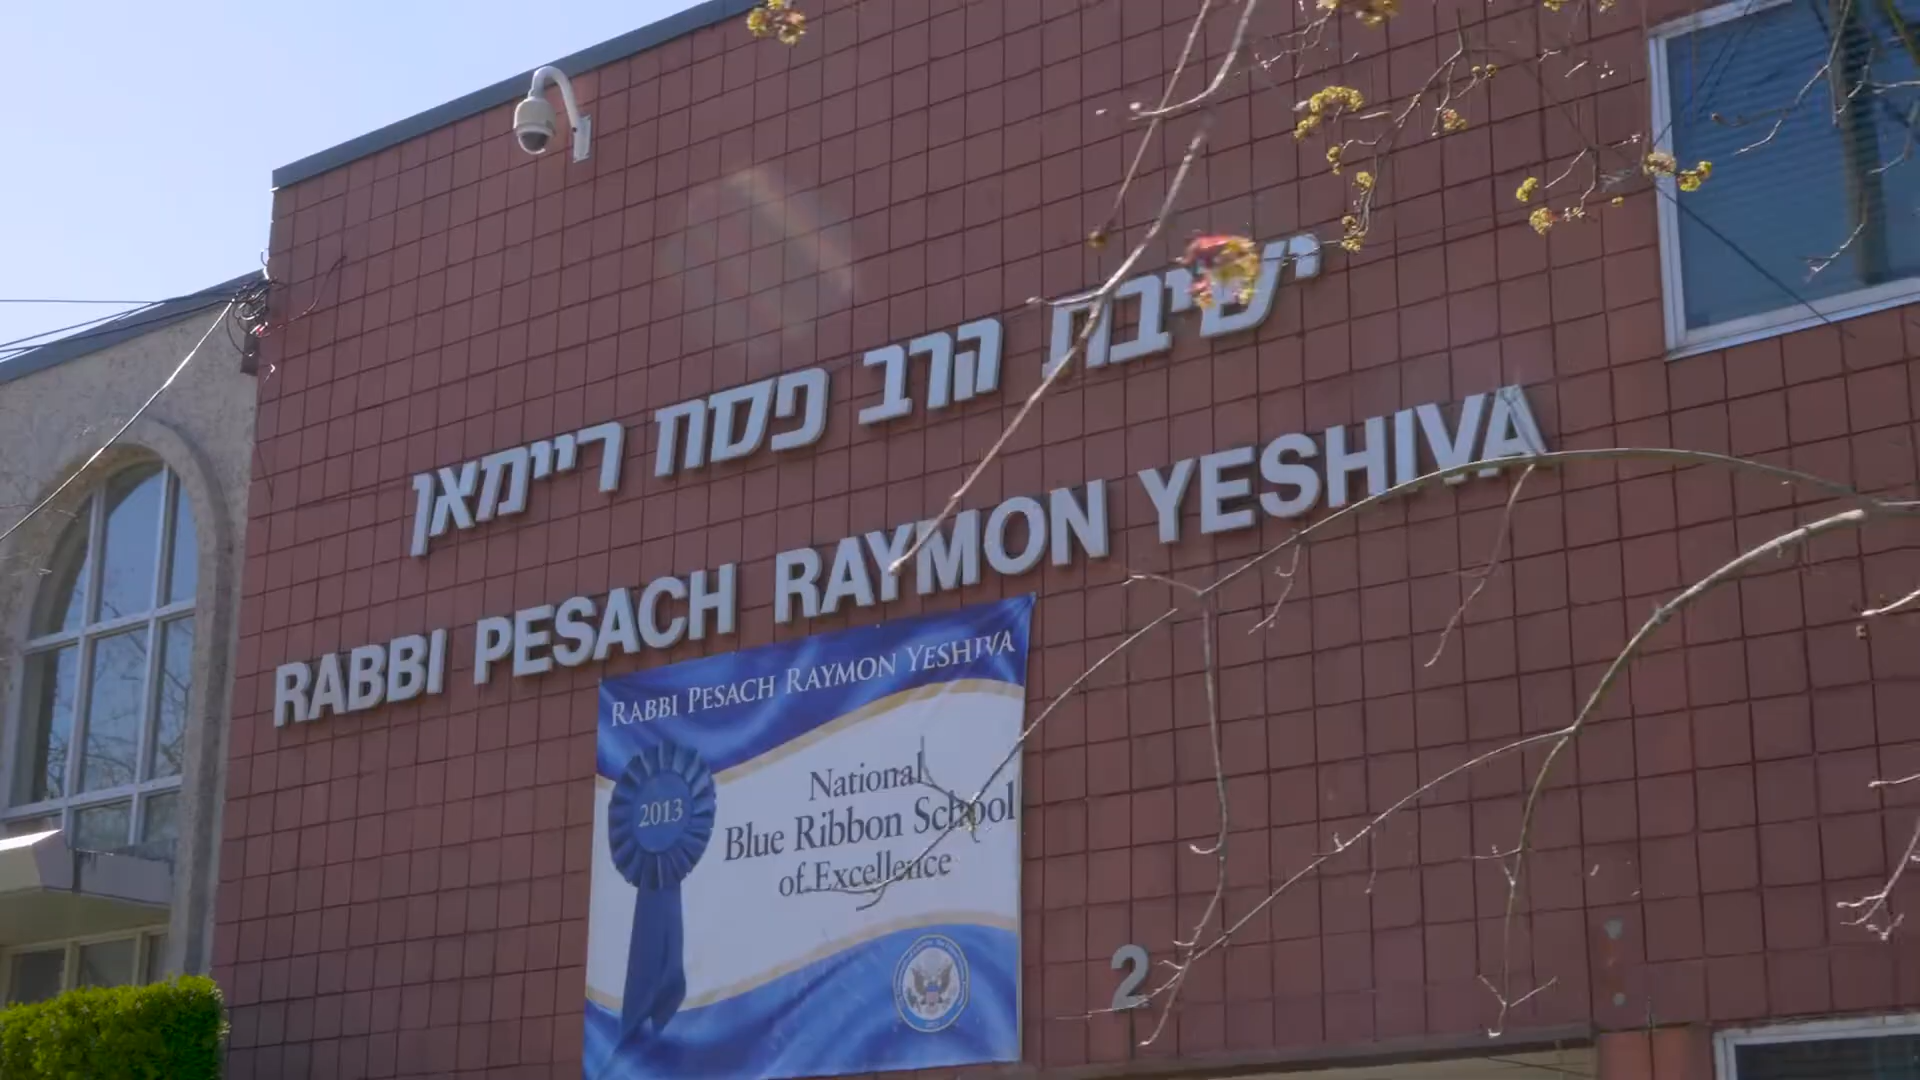 ישיבת הרב פסח ריימאן
RABBI PESACH RAYMON YESHIVA
RABBI PESACH RAYMON YESHIVA
2013
National
Blue Ribbon School
of Excellence
2